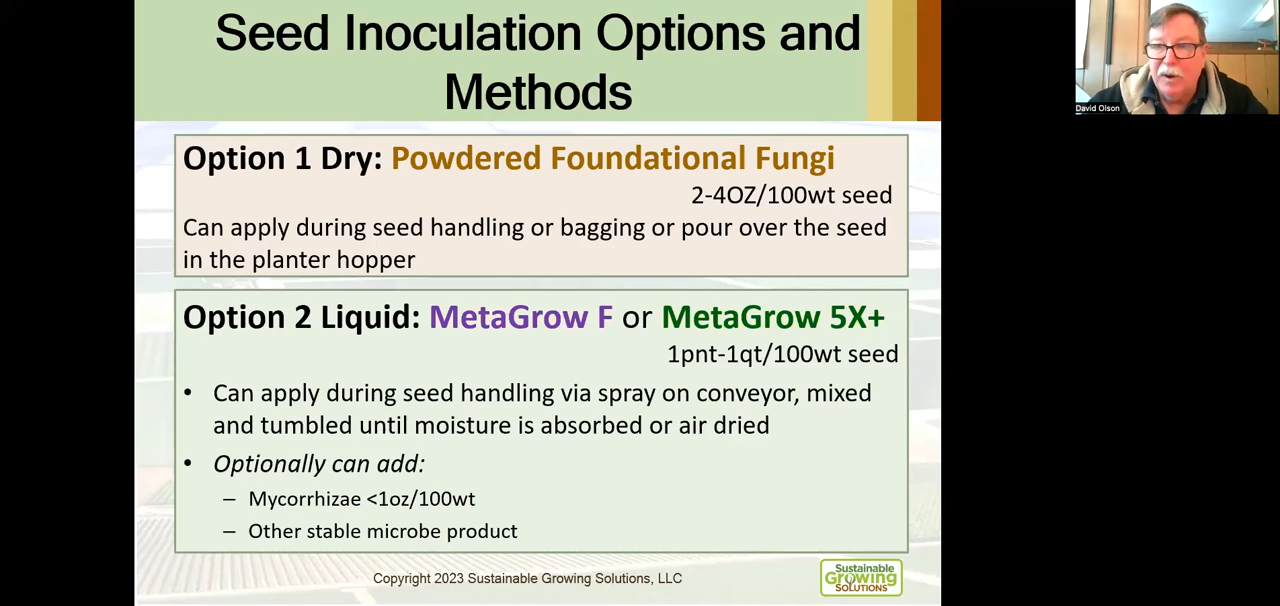 Seed Inoculation Options and
Methods
Option 1 Dry: Powdered Foundational Fungi
2-4OZ/100wt seed
Can apply during seed handling or bagging or pour over the seed
in the planter hopper
Option 2 Liquid: MetaGrow F or MetaGrow 5X+
1pnt-1qt/100wt seed
• Can apply during seed handling via spray on conveyor, mixed
and tumbled until moisture is absorbed or air dried
• Optionally can add:
– Mycorrhizae <1oz/100wt
– Other stable microbe product
Copyright 2023 Sustainable Growing Solutions, LLC
Sustainable
Growing
SOLUTIONS
David Olson